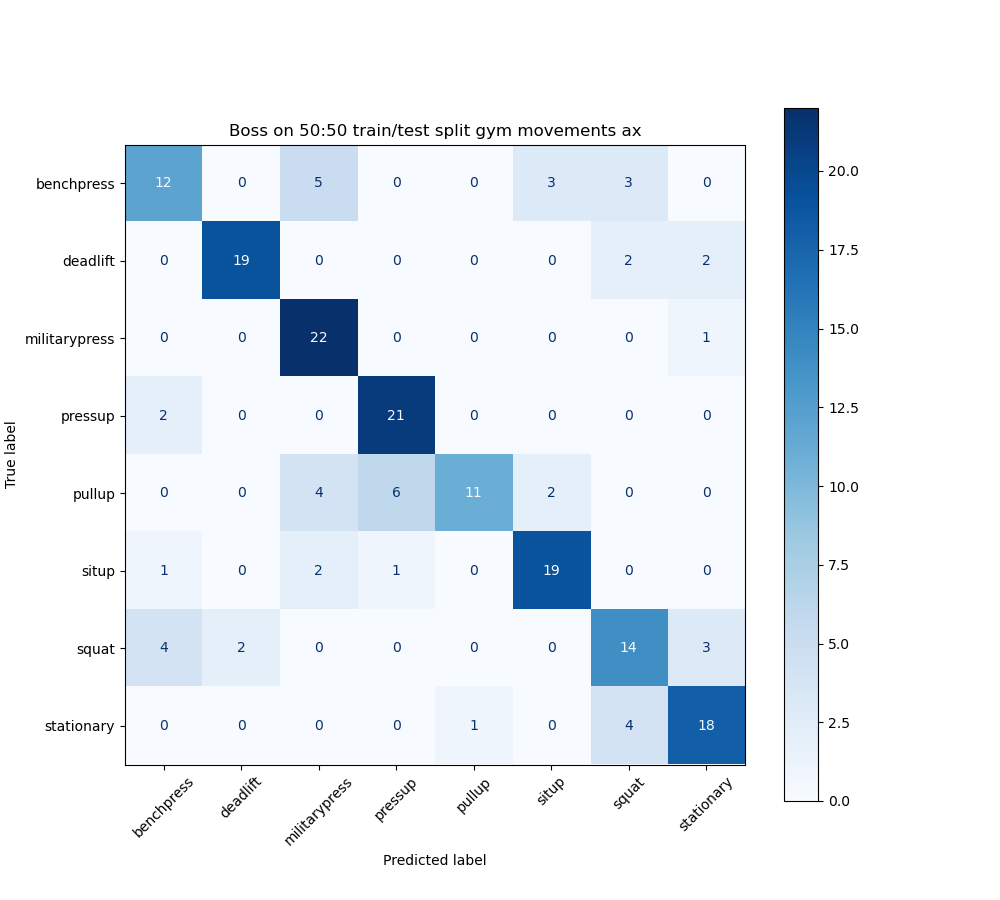 Boss on 50:50 train/test split gym movements ax
benchpress 12 0 5 0 0 3 3 0
deadlift 0 19 0 0 0 0 2 2
militarypress 0 0 22 0 0 0 0 1
pressup 2 0 0 21 0 0 0 0
pullup 0 0 4 6 11 2 0 0
situp 1 0 2 1 0 19 0 0
squat 4 2 0 0 0 0 14 3
stationary 0 0 0 0 1 0 4 18
True label
benchpress deadlift militarypress pressup pullup situp squat stationary
Predicted label
20.0
17.5
15.0
12.5
10.0
7.5
5.0
2.5
0.0